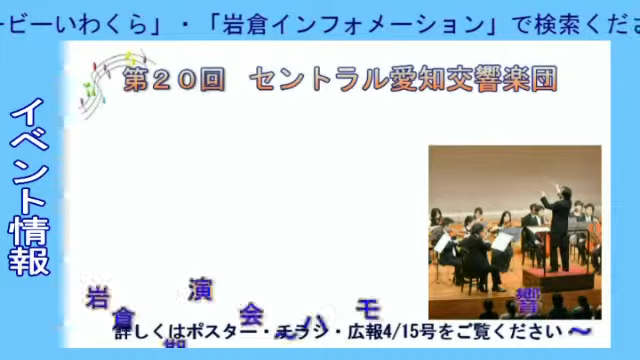 ービーいわくら」・「岩倉インフォメーション」で検索くださ
第２０回　セントラル愛知交響楽団
イベント情報
岩倉 演会 ～ハモ 響 ～
詳しくはポスター・チラシ・広報4/15号をご覧ください